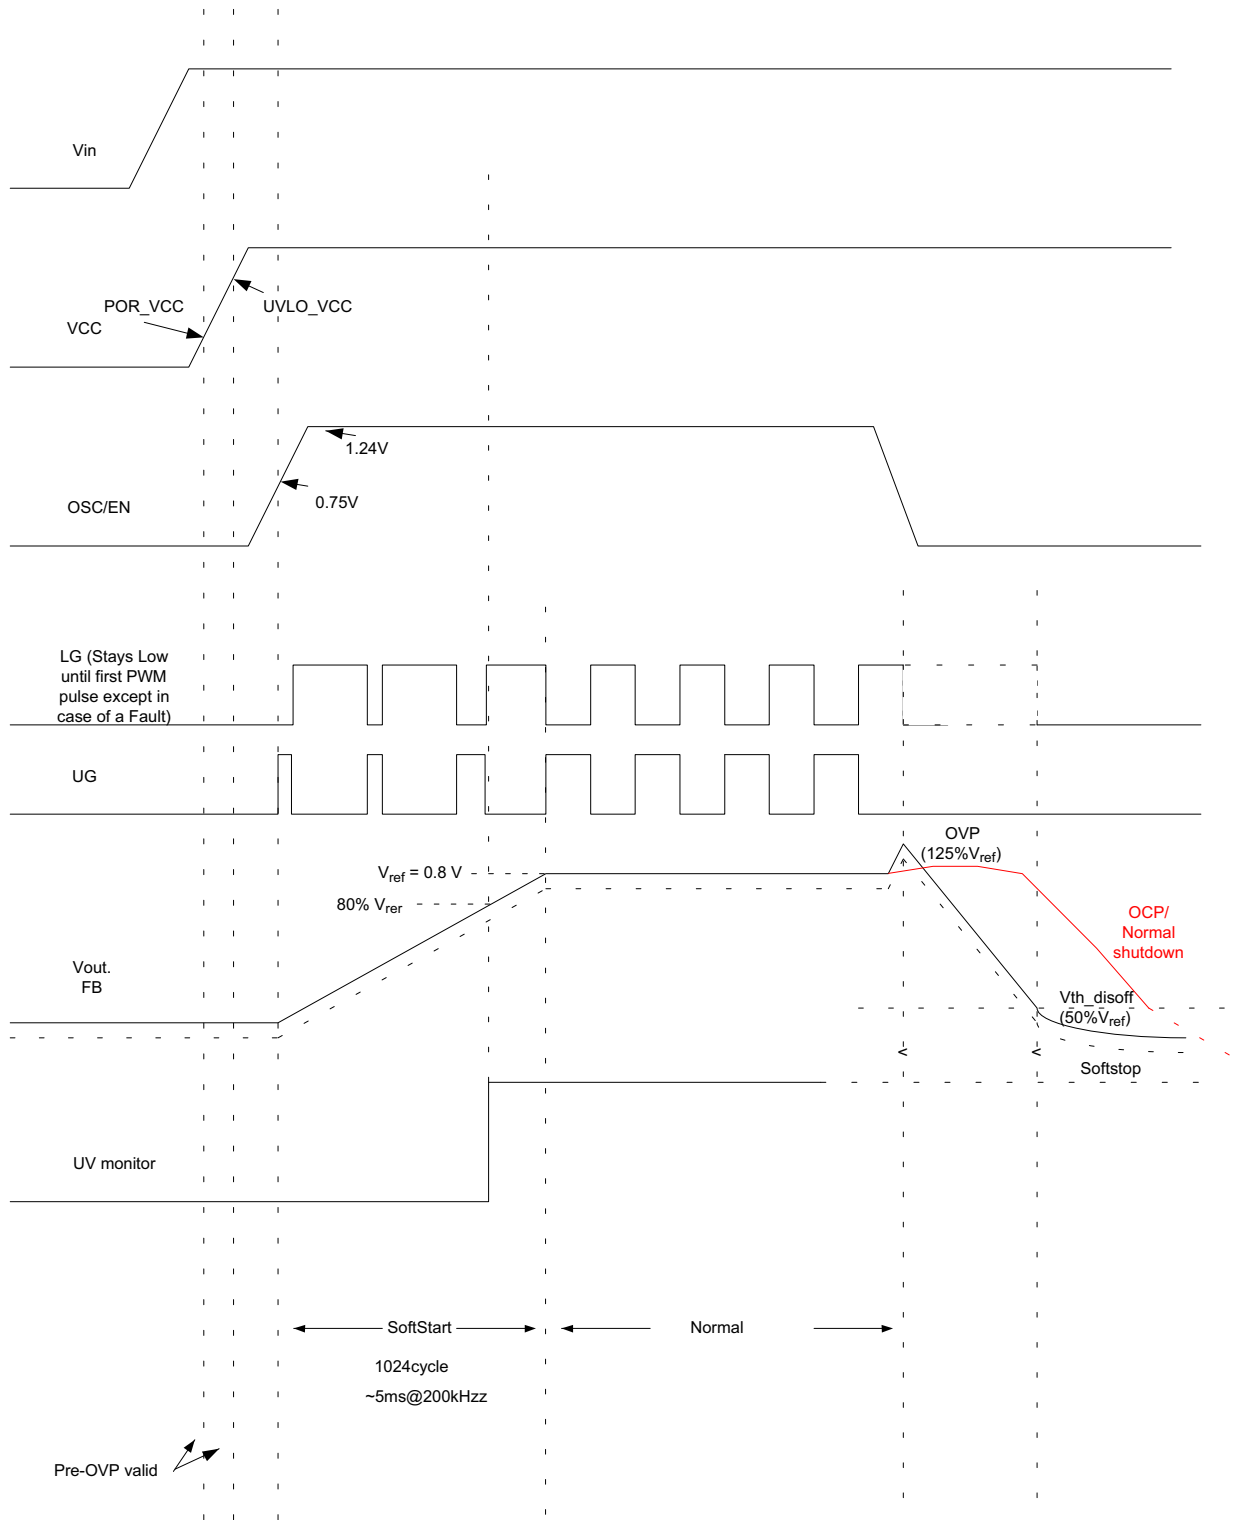 Vin
POR_VCC
UVLO_VCC
VCC
1.24V
0.75V
OSC/EN
LG (Stays Low
until first PWM
pulse except in
case of a Fault)
UG
OVP
(125%Vref)
Vref = 0.8 V
80% Vrer
OCP/
Normal
shutdown
Vout.
FB
Vth_disoff
(50%Vref)
Softstop
UV monitor
SoftStart
Normal
1024cycle
~5ms@200kHzz
Pre-OVP valid